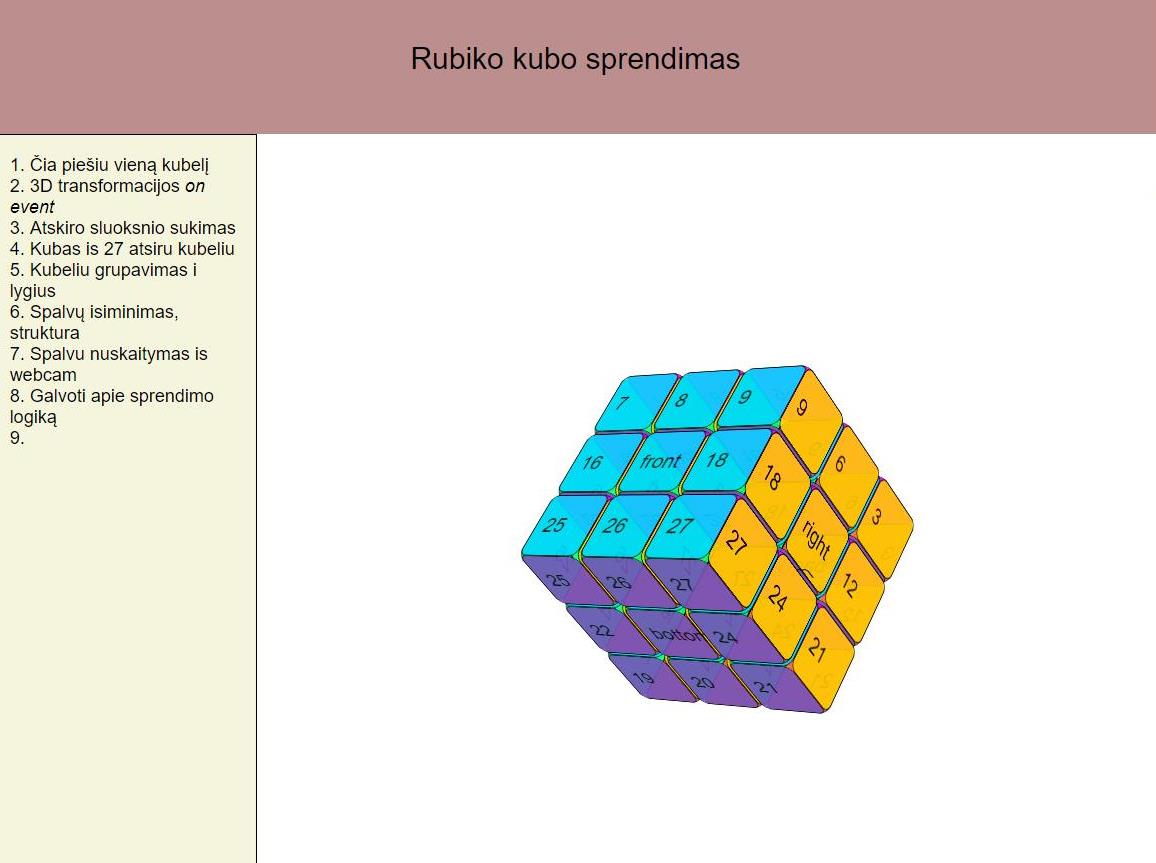 Rubiko kubo sprendimas
1. Čia piešiu vieną kubelį
2. 3D transformacijos on
event
3. Atskiro sluoksnio sukimas
4. Kubas is 27 atsiru kubeliu
5. Kubeliu grupavimas i
lygius
6. Spalvų isiminimas,
struktura
7. Spalvu nuskaitymas is
webcam
8. Galvoti apie sprendimo
logiką
9.
7 8 9
16 front 18
25 26 27
9 6 3
18 right 12
27 24 21
25 26 27
22 bottor 24
19 20 21